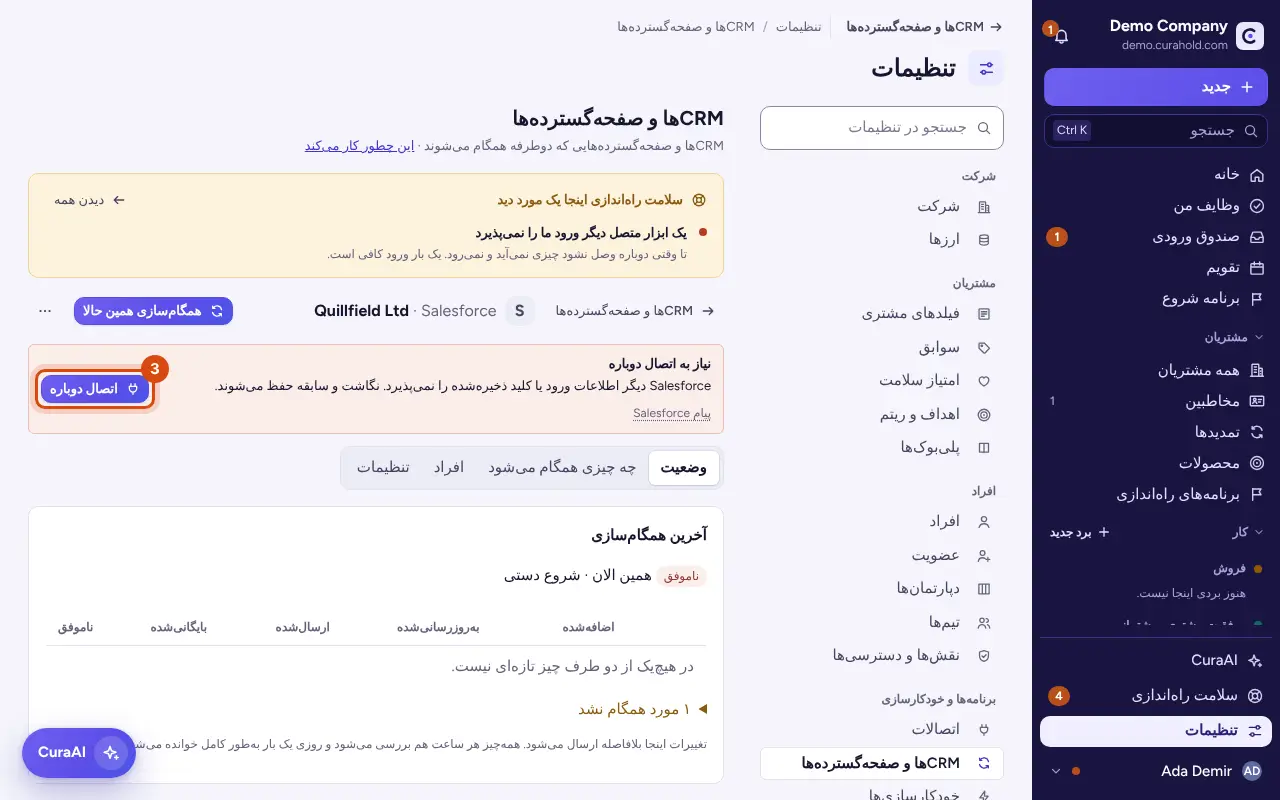 Demo Company
demo.curahold.com
1
جدید
جستجو
Ctrl K
خانه
وظایف من
صندوق ورودی
1
تقویم
برنامه شروع
مشتریان
همه مشتریان
مخاطبین
1
تمدیدها
محصولات
برنامه‌های راه‌اندازی
کار
برد جدید
فروش
هنوز بردی اینجا نیست.
CuraAI
سلامت راه‌اندازی
4
تنظیمات
AD
Ada Demir
CRMها و صفحه‌گسترده‌ها
تنظیمات / CRMها و صفحه‌گسترده‌ها
تنظیمات
جستجو در تنظیمات
شرکت
شرکت
ارزها
مشتریان
فیلدهای مشتری
سوابق
امتیاز سلامت
اهداف و ریتم
پلی‌بوک‌ها
افراد
افراد
عضویت
دپارتمان‌ها
تیم‌ها
نقش‌ها و دسترسی‌ها
برنامه‌ها و خودکارسازی
اتصالات
CRMها و صفحه‌گسترده‌ها
خودکارسازی‌ها
CRMها و صفحه‌گسترده‌ها
CRMها و صفحه‌گسترده‌هایی که دوطرفه همگام می‌شوند · این چطور کار می‌کند
سلامت راه‌اندازی اینجا یک مورد دید
دیدن همه
یک ابزار متصل دیگر ورود ما را نمی‌پذیرد
تا وقتی دوباره وصل نشود چیزی نمی‌آید و نمی‌رود. یک بار ورود کافی است.
CRMها و صفحه‌گسترده‌ها
S
Quillfield Ltd · Salesforce
همگام‌سازی همین حالا
نیاز به اتصال دوباره
Salesforce دیگر اطلاعات ورود یا کلید ذخیره‌شده را نمی‌پذیرد. نگاشت و سابقه حفظ می‌شوند.
پیام Salesforce
اتصال دوباره
3
وضعیت
چه چیزی همگام می‌شود
افراد
تنظیمات
آخرین همگام‌سازی
ناموفق
همین الان · شروع دستی
اضافه‌شده
به‌روزرسانی‌شده
ارسال‌شده
بایگانی‌شده
ناموفق
در هیچ‌یک از دو طرف چیز تازه‌ای نیست.
۱ مورد همگام نشد
تغییرات اینجا بلافاصله ارسال می‌شود. همه‌چیز هر ساعت هم بررسی می‌شود و روزی یک بار به‌طور کامل خوانده
CuraAI